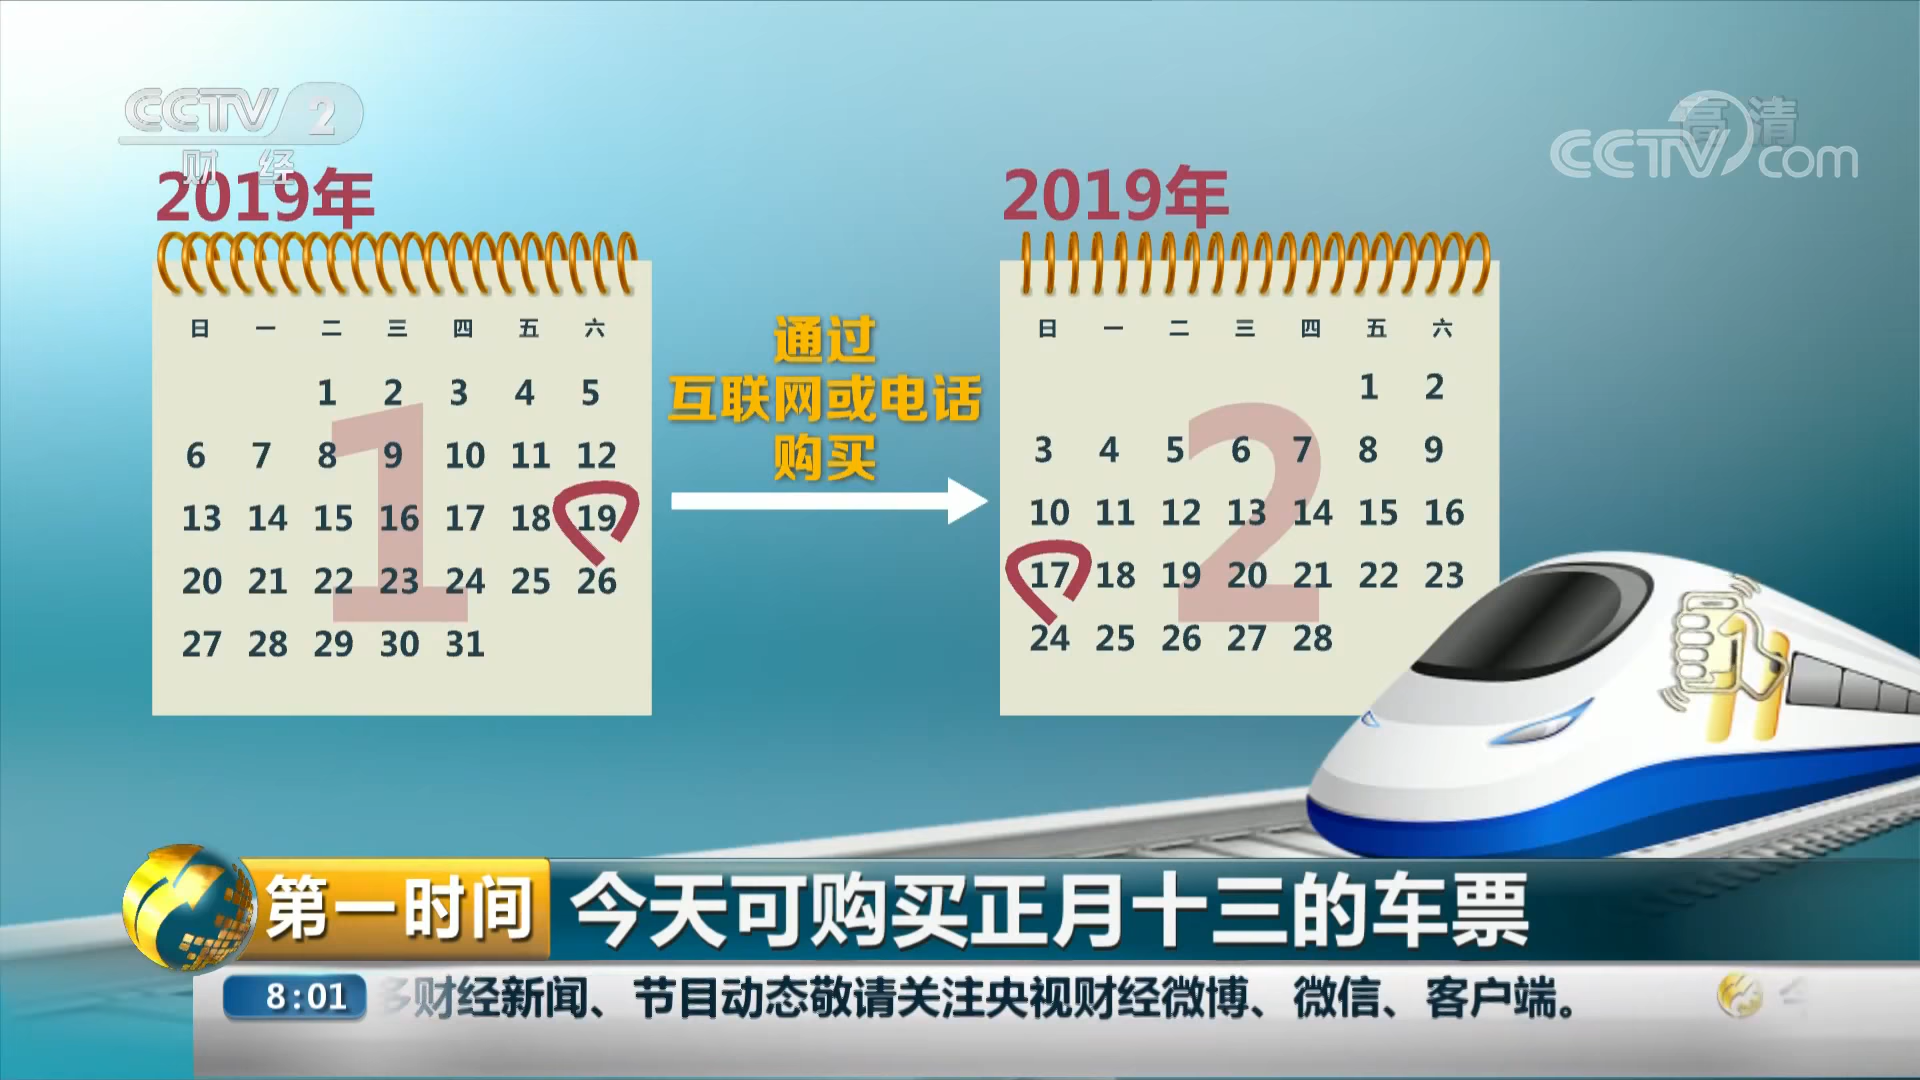 CCTV 2
财 经
高清
CCTV com
2019年
日 一 二 三 四 五 六
1 2 3 4 5
6 7 8 9 10 11 12
13 14 15 16 17 18 19
20 21 22 23 24 25 26
27 28 29 30 31
1
通过
互联网或电话
购买
2019年
日 一 二 三 四 五 六
1 2
3 4 5 6 7 8 9
10 11 12 13 14 15 16
17 18 19 20 21 22 23
24 25 26 27 28
2
第一时间
今天可购买正月十三的车票
8:01
多财经新闻、节目动态敬请关注央视财经微博、微信、客户端。